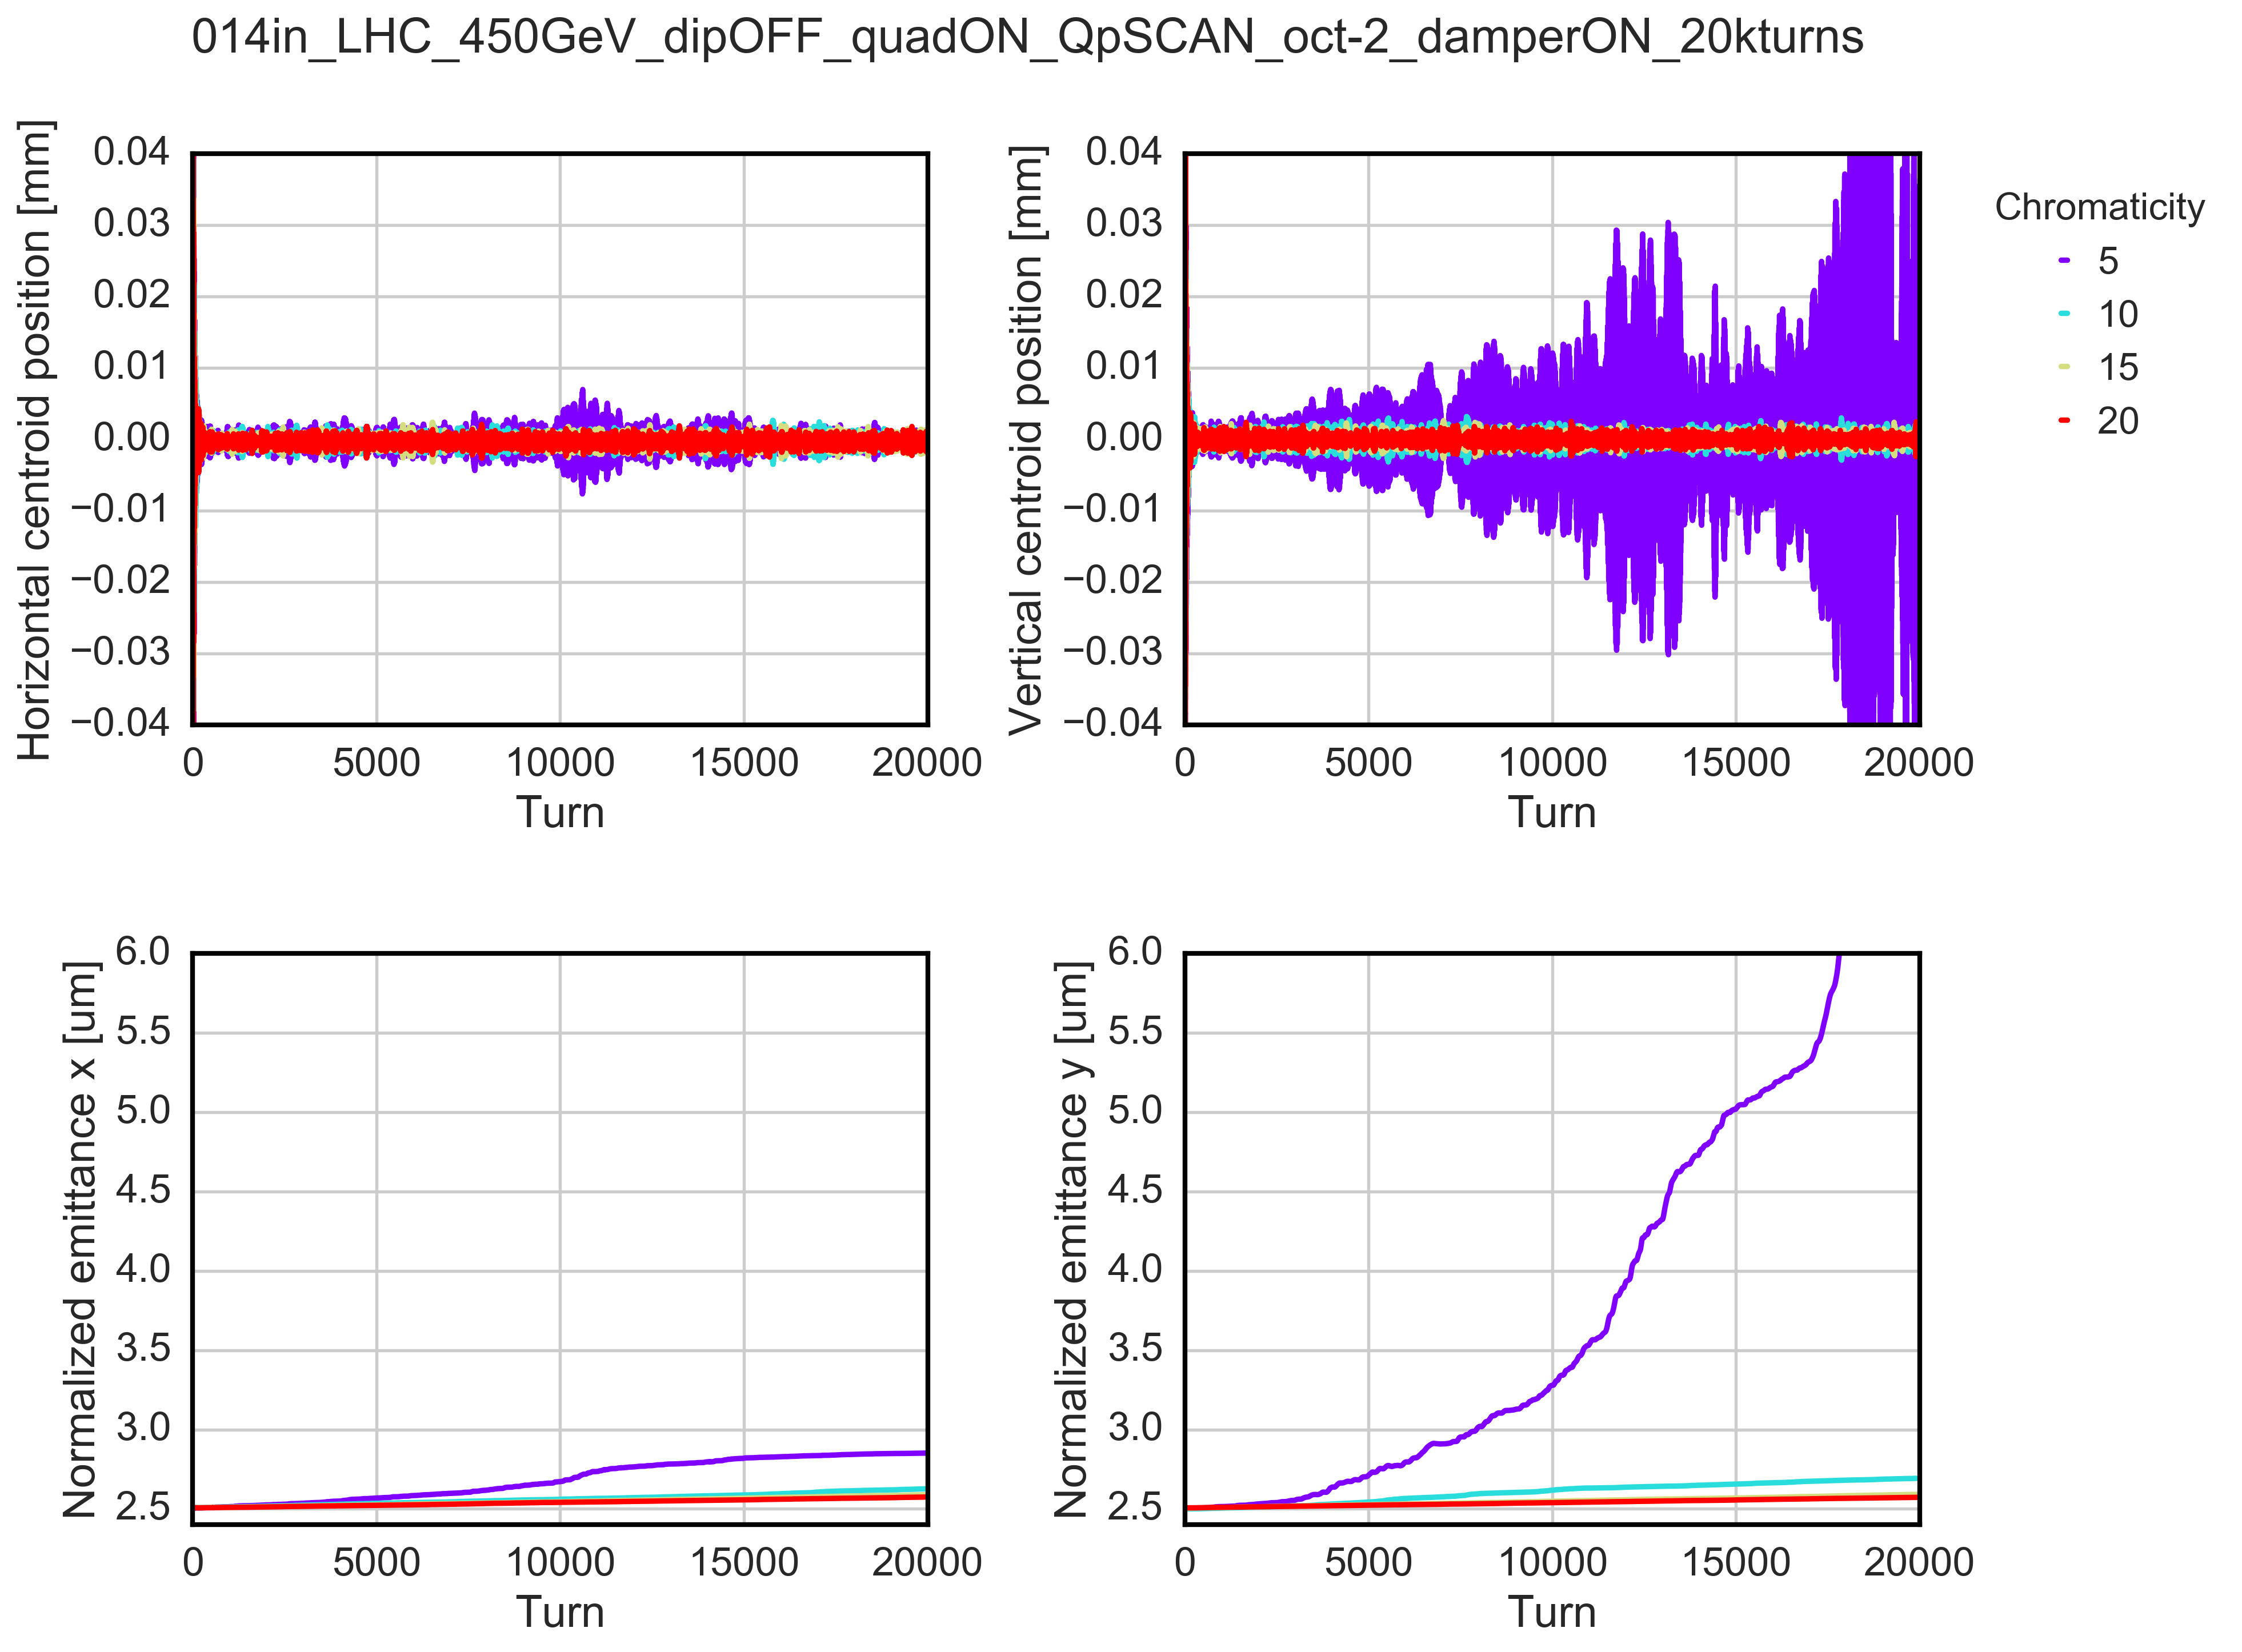 014in_LHC_450GeV_dipOFF_quadON_QpSCAN_oct-2_damperON_20kturns
Horizontal centroid position [mm]
0.04
0.03
0.02
0.01
0.00
−0.01
−0.02
−0.03
−0.04
0 5000 10000 15000 20000
Turn
Vertical centroid position [mm]
0.04
0.03
0.02
0.01
0.00
−0.01
−0.02
−0.03
−0.04
0 5000 10000 15000 20000
Turn
Chromaticity
5
10
15
20
Normalized emittance x [um]
6.0
5.5
5.0
4.5
4.0
3.5
3.0
2.5
0 5000 10000 15000 20000
Turn
Normalized emittance y [um]
6.0
5.5
5.0
4.5
4.0
3.5
3.0
2.5
0 5000 10000 15000 20000
Turn